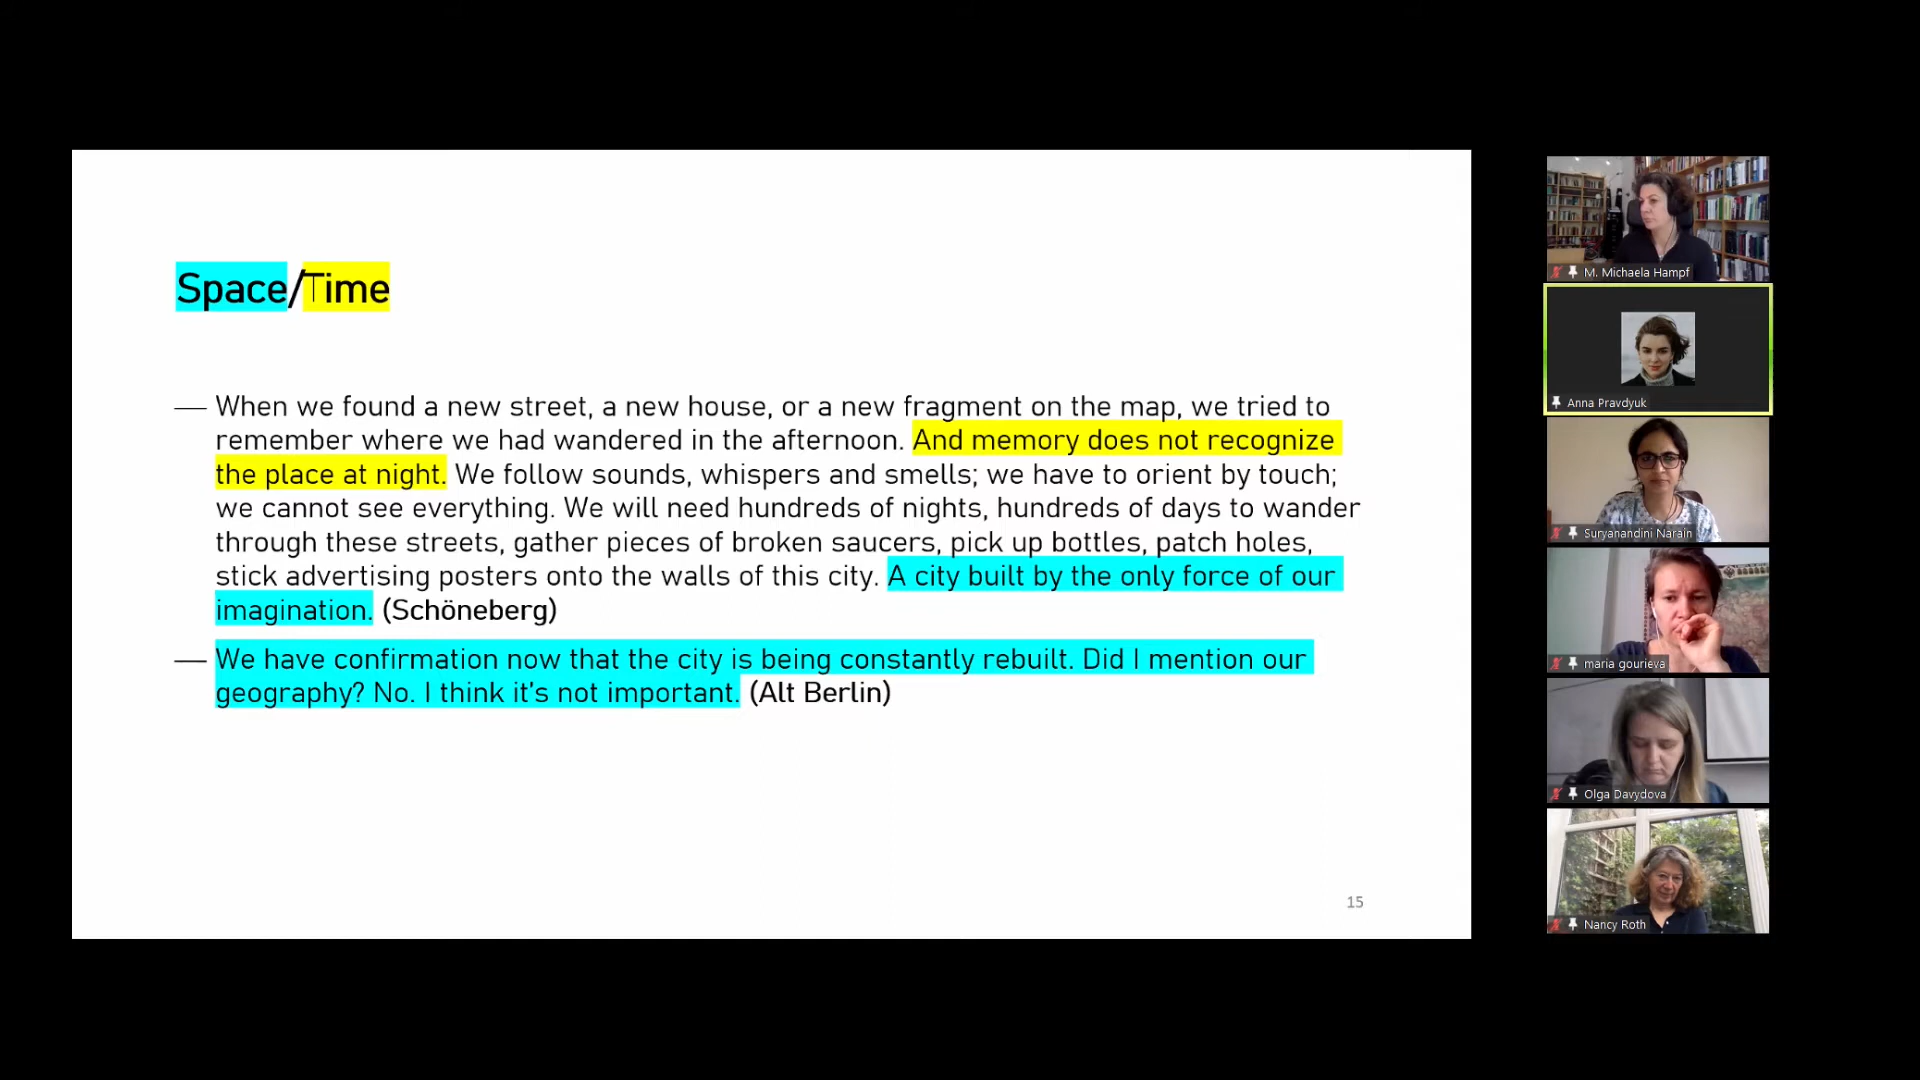 Space/Time
— When we found a new street, a new house, or a new fragment on the map, we tried to
remember where we had wandered in the afternoon. And memory does not recognize
the place at night. We follow sounds, whispers and smells; we have to orient by touch;
we cannot see everything. We will need hundreds of nights, hundreds of days to wander
through these streets, gather pieces of broken saucers, pick up bottles, patch holes,
stick advertising posters onto the walls of this city. A city built by the only force of our
imagination. (Schöneberg)
— We have confirmation now that the city is being constantly rebuilt. Did I mention our
geography? No. I think it's not important. (Alt Berlin)
15
M. Michaela Hampf
Anna Pravdyuk
Suryanandini Narain
maria gourieva
Olga Davydova
Nancy Roth